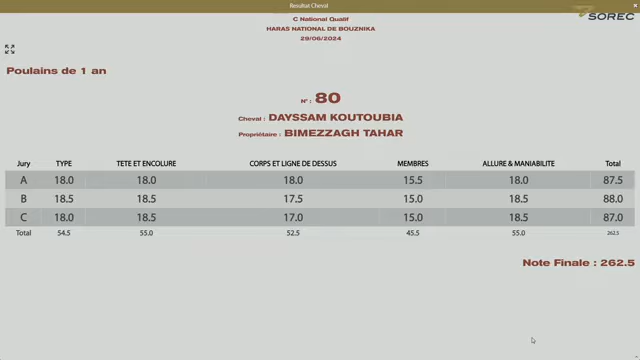 Resultat Cheval
SOREC
C National Qualif
HARAS NATIONAL DE BOUZNIKA
29/06/2024
Poulains de 1 an
N° : 80
Cheval : DAYSSAM KOUTOUBIA
Propriétaire : BIMEZZAGH TAHAR
Jury TYPE TETE ET ENCOLURE CORPS ET LIGNE DE DESSUS MEMBRES ALLURE & MANIABILITE Total
A 18.0 18.0 18.0 15.5 18.0 87.5
B 18.5 18.5 17.5 15.0 18.5 88.0
C 18.0 18.5 17.0 15.0 18.5 87.0
Total 54.5 55.0 52.5 45.5 55.0 262.5
Note Finale : 262.5